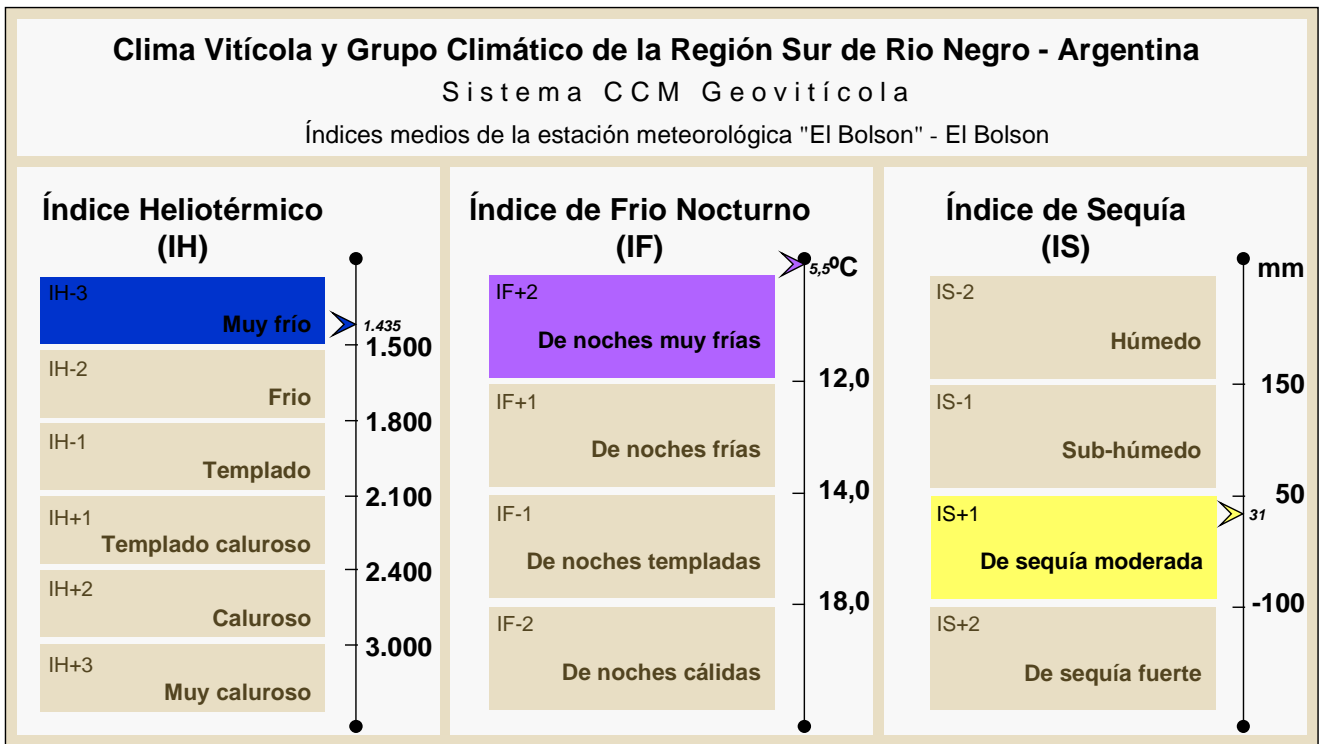 Clima Vitícola y Grupo Climático de la Región Sur de Rio Negro - Argentina
Sistema CCM Geovitícola
Índices medios de la estación meteorológica "El Bolson" - El Bolson
Índice Heliotérmico
(IH)
IH-3
Muy frío
1.435
1.500
IH-2
Frio
1.800
IH-1
Templado
2.100
IH+1
Templado caluroso
2.400
IH+2
Caluroso
3.000
IH+3
Muy caluroso
Índice de Frio Nocturno
(IF)
5,5ºC
IF+2
De noches muy frías
12,0
IF+1
De noches frías
14,0
IF-1
De noches templadas
18,0
IF-2
De noches cálidas
Índice de Sequía
(IS)
mm
IS-2
Húmedo
150
IS-1
Sub-húmedo
50
IS+1
31
De sequía moderada
-100
IS+2
De sequía fuerte